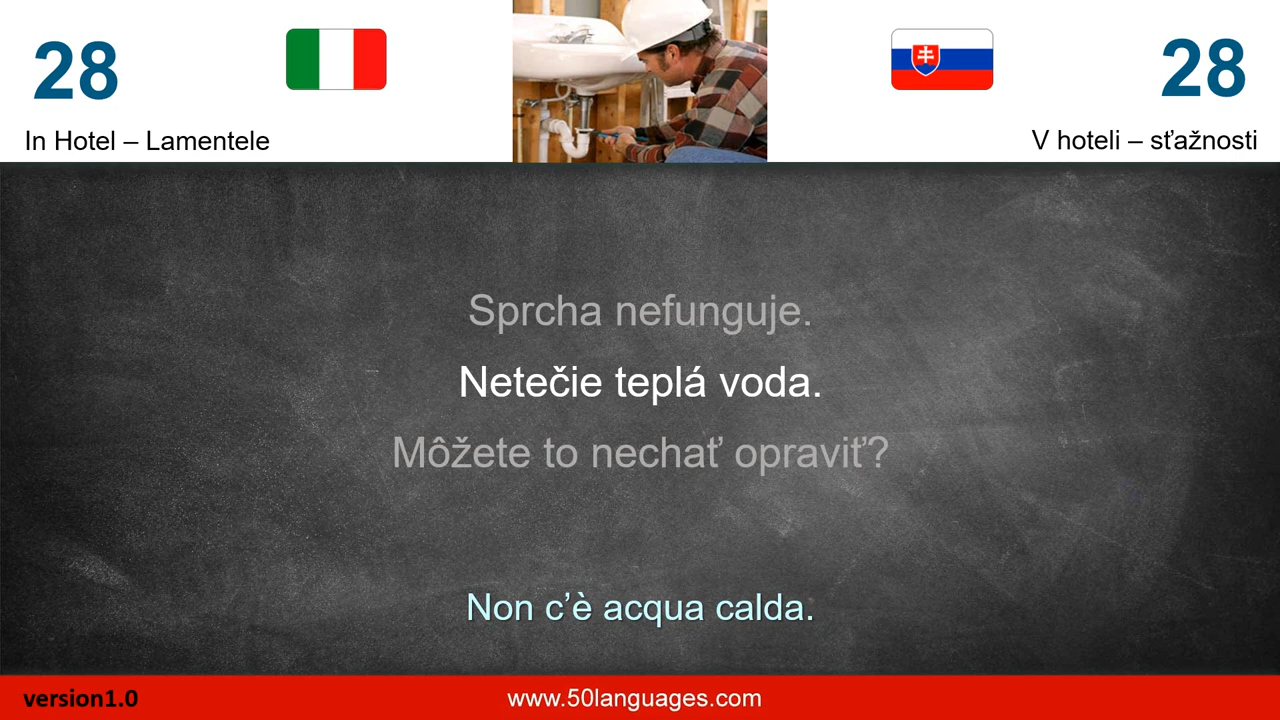 28
28
In Hotel – Lamentele
V hoteli – sťažnosti
Sprcha nefunguje.
Netečie teplá voda.
Môžete to nechať opraviť?
Non c’è acqua calda.
version1.0
www.50languages.com